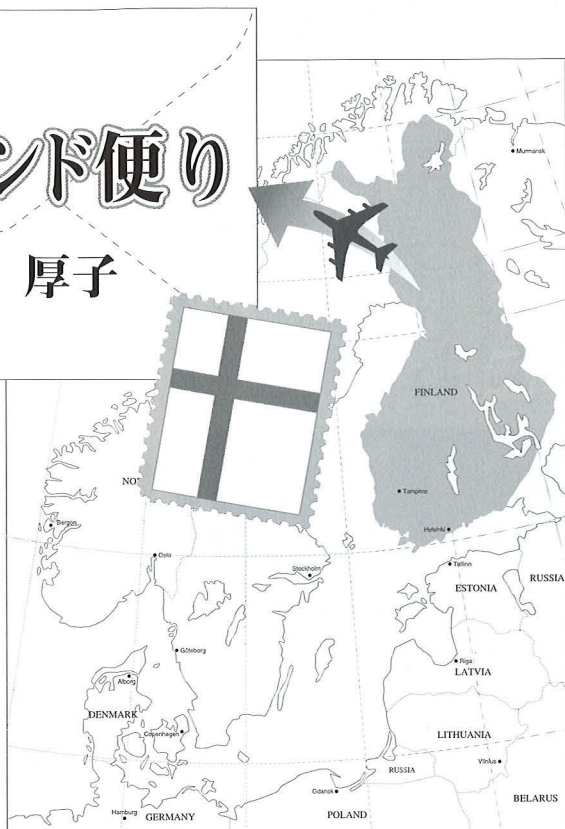 ンド便り
厚子
Murmansk
FINLAND
NO
Tampere
Bergen
Helsinki
Oslo
Tallinn
Stockholm
ESTONIA
RUSSIA
Göteborg
Riga
LATVIA
Alborg
DENMARK
Copenhagen
LITHUANIA
Vilnius
RUSSIA
Gdansk
BELARUS
Hamburg
GERMANY
POLAND